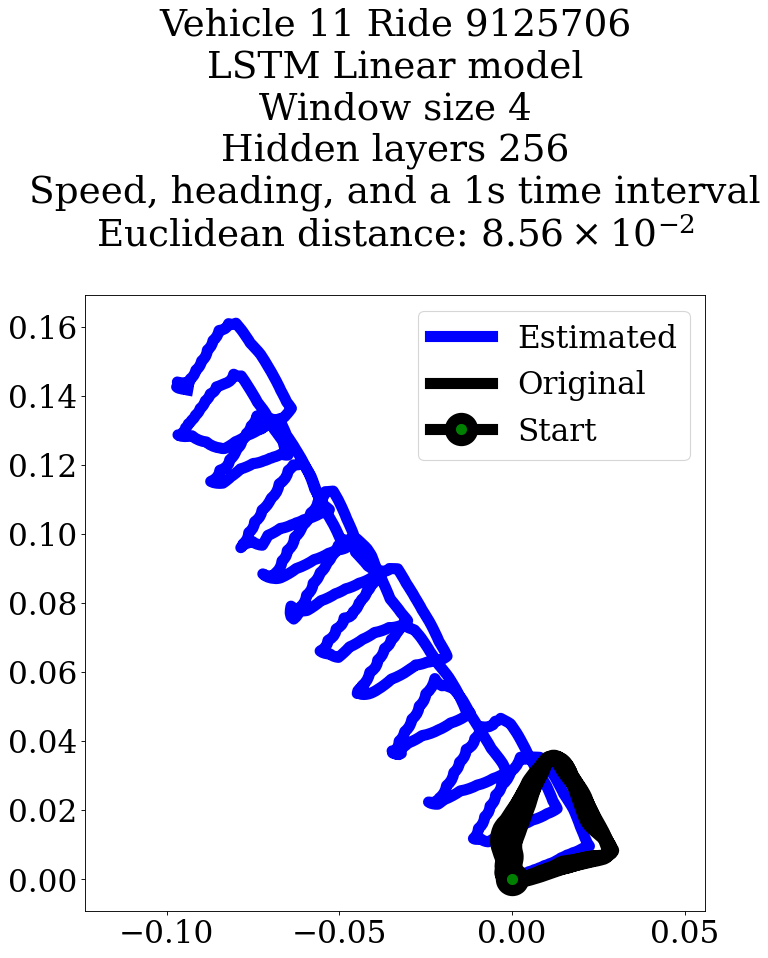 Vehicle 11 Ride 9125706
LSTM Linear model
Window size 4
Hidden layers 256
Speed, heading, and a 1s time interval
Euclidean distance: 8.56 × 10⁻²
Estimated
Original
Start
0.16
0.14
0.12
0.10
0.08
0.06
0.04
0.02
0.00
−0.10
−0.05
0.00
0.05